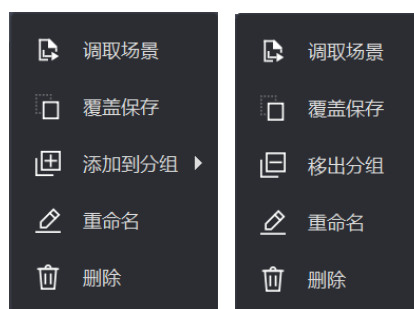 调取场景
覆盖保存
添加到分组
重命名
删除
调取场景
覆盖保存
移出分组
重命名
删除